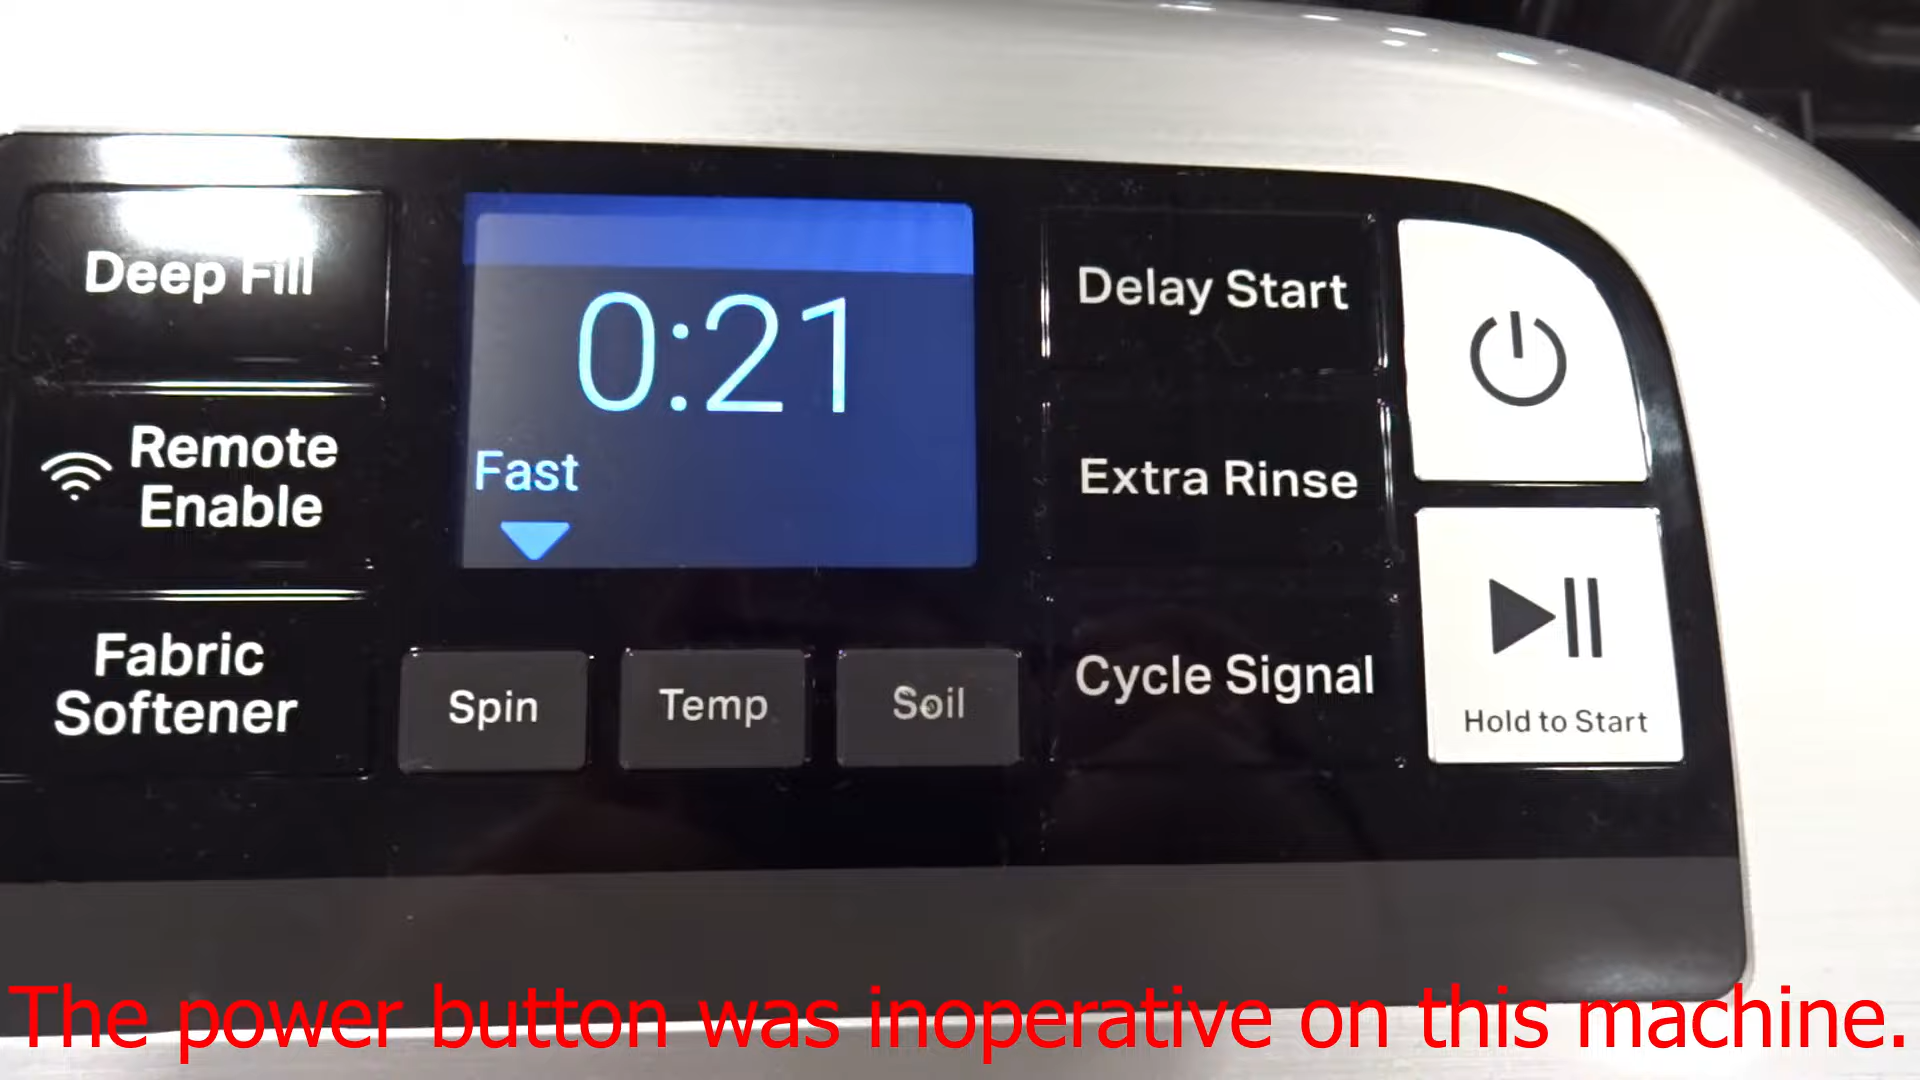 Deep Fill
Remote
Enable
Fabric
Softener
0:21
Fast
Spin
Temp
Soil
Delay Start
Extra Rinse
Cycle Signal
Hold to Start
The power button was inoperative on this machine.